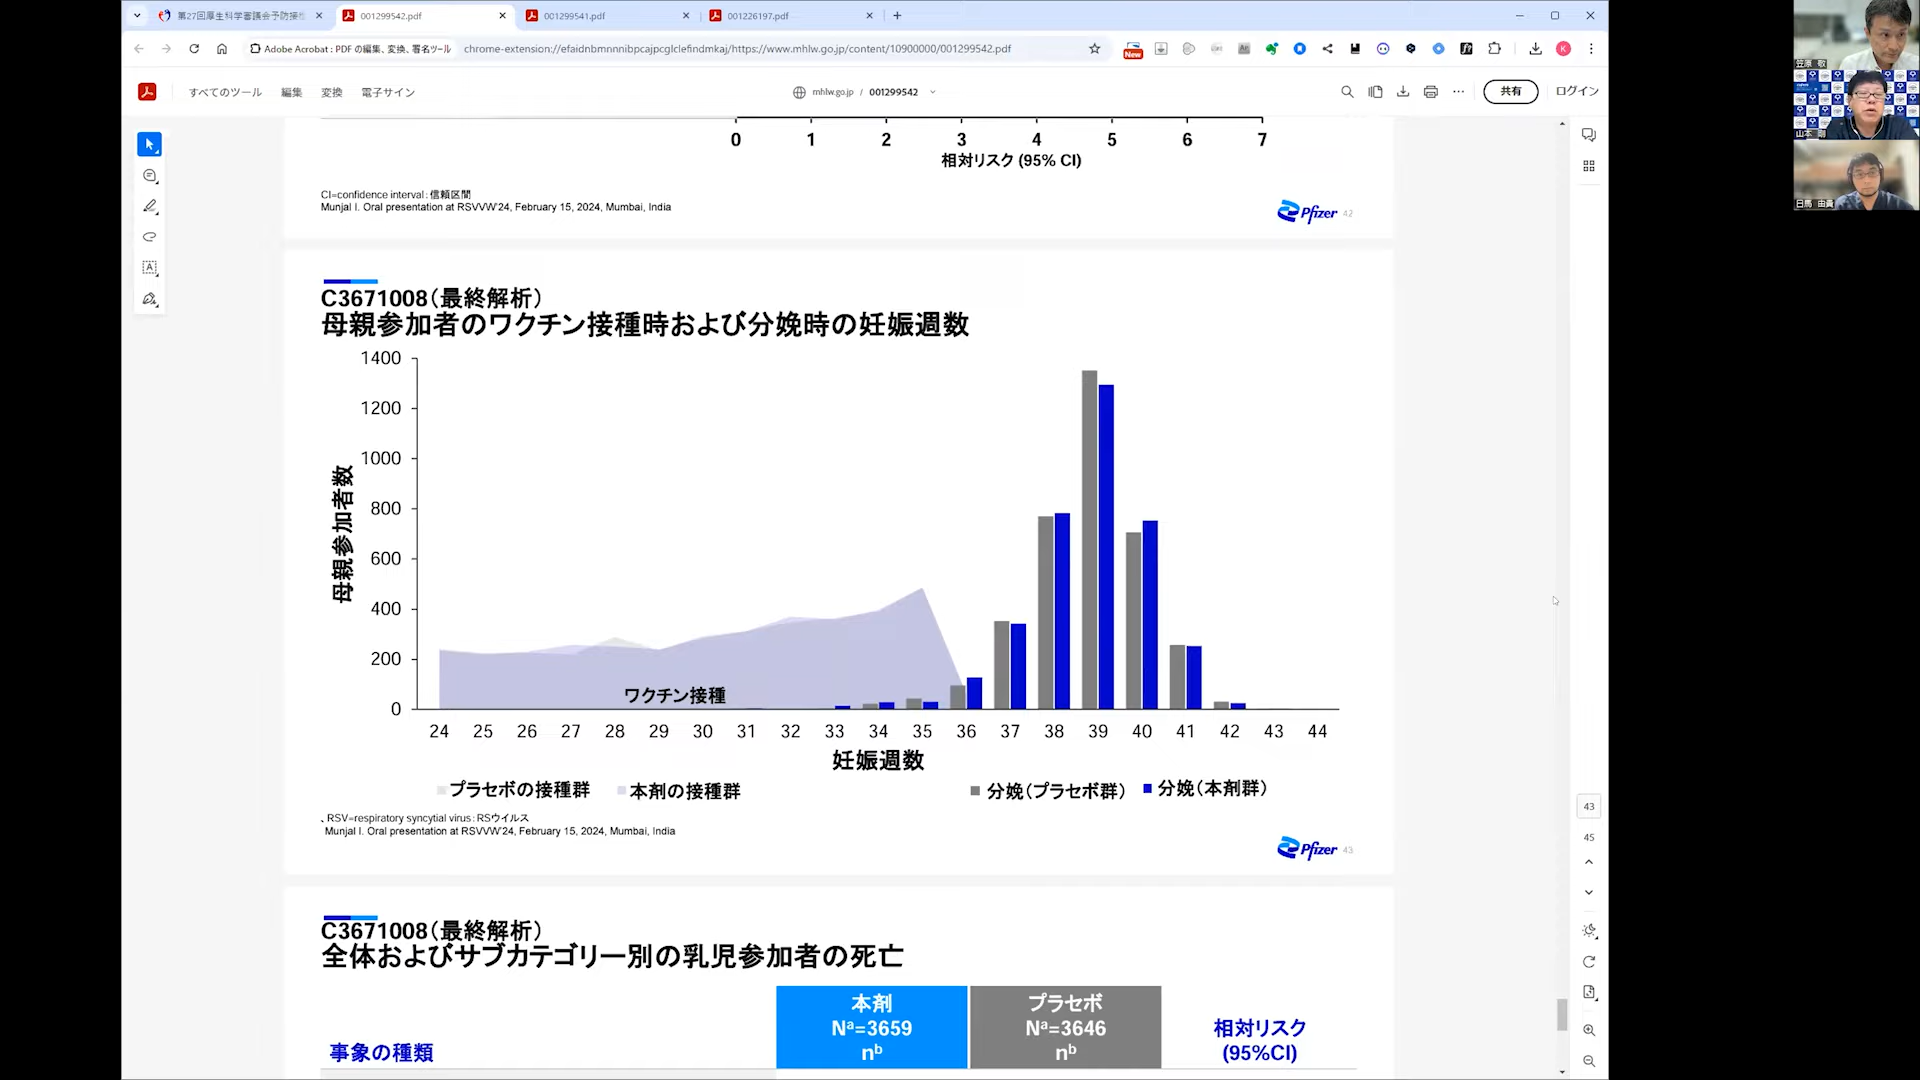 第27回厚生科学審議会予防接種
001299542.pdf
001299541.pdf
001226197.pdf
Adobe Acrobat : PDF の編集、変換、署名ツール
chrome-extension://efaidnbmnnnibpcajpcglclefindmkaj/https://www.mhlw.go.jp/content/10900000/001299542.pdf
New
K
すべてのツール
編集
変換
電子サイン
mhlw.go.jp / 001299542
共有
ログイン
0 1 2 3 4 5 6 7
相対リスク (95% CI)
CI=confidence interval：信頼区間
Munjal I. Oral presentation at RSVVW'24, February 15, 2024, Mumbai, India
Pfizer 42
C3671008（最終解析）
母親参加者のワクチン接種時および分娩時の妊娠週数
母親参加者数
1400
1200
1000
800
600
400
200
0
ワクチン接種
24 25 26 27 28 29 30 31 32 33 34 35 36 37 38 39 40 41 42 43 44
妊娠週数
プラセボの接種群
本剤の接種群
分娩（プラセボ群）
分娩（本剤群）
、RSV=respiratory syncytial virus：RSウイルス
Munjal I. Oral presentation at RSVVW'24, February 15, 2024, Mumbai, India
Pfizer 43
C3671008（最終解析）
全体およびサブカテゴリー別の乳児参加者の死亡
事象の種類
本剤
Nᵃ=3659
nᵇ
プラセボ
Nᵃ=3646
nᵇ
相対リスク
(95%CI)
43
45
笠原 敬
山本 剛
日馬 由貴